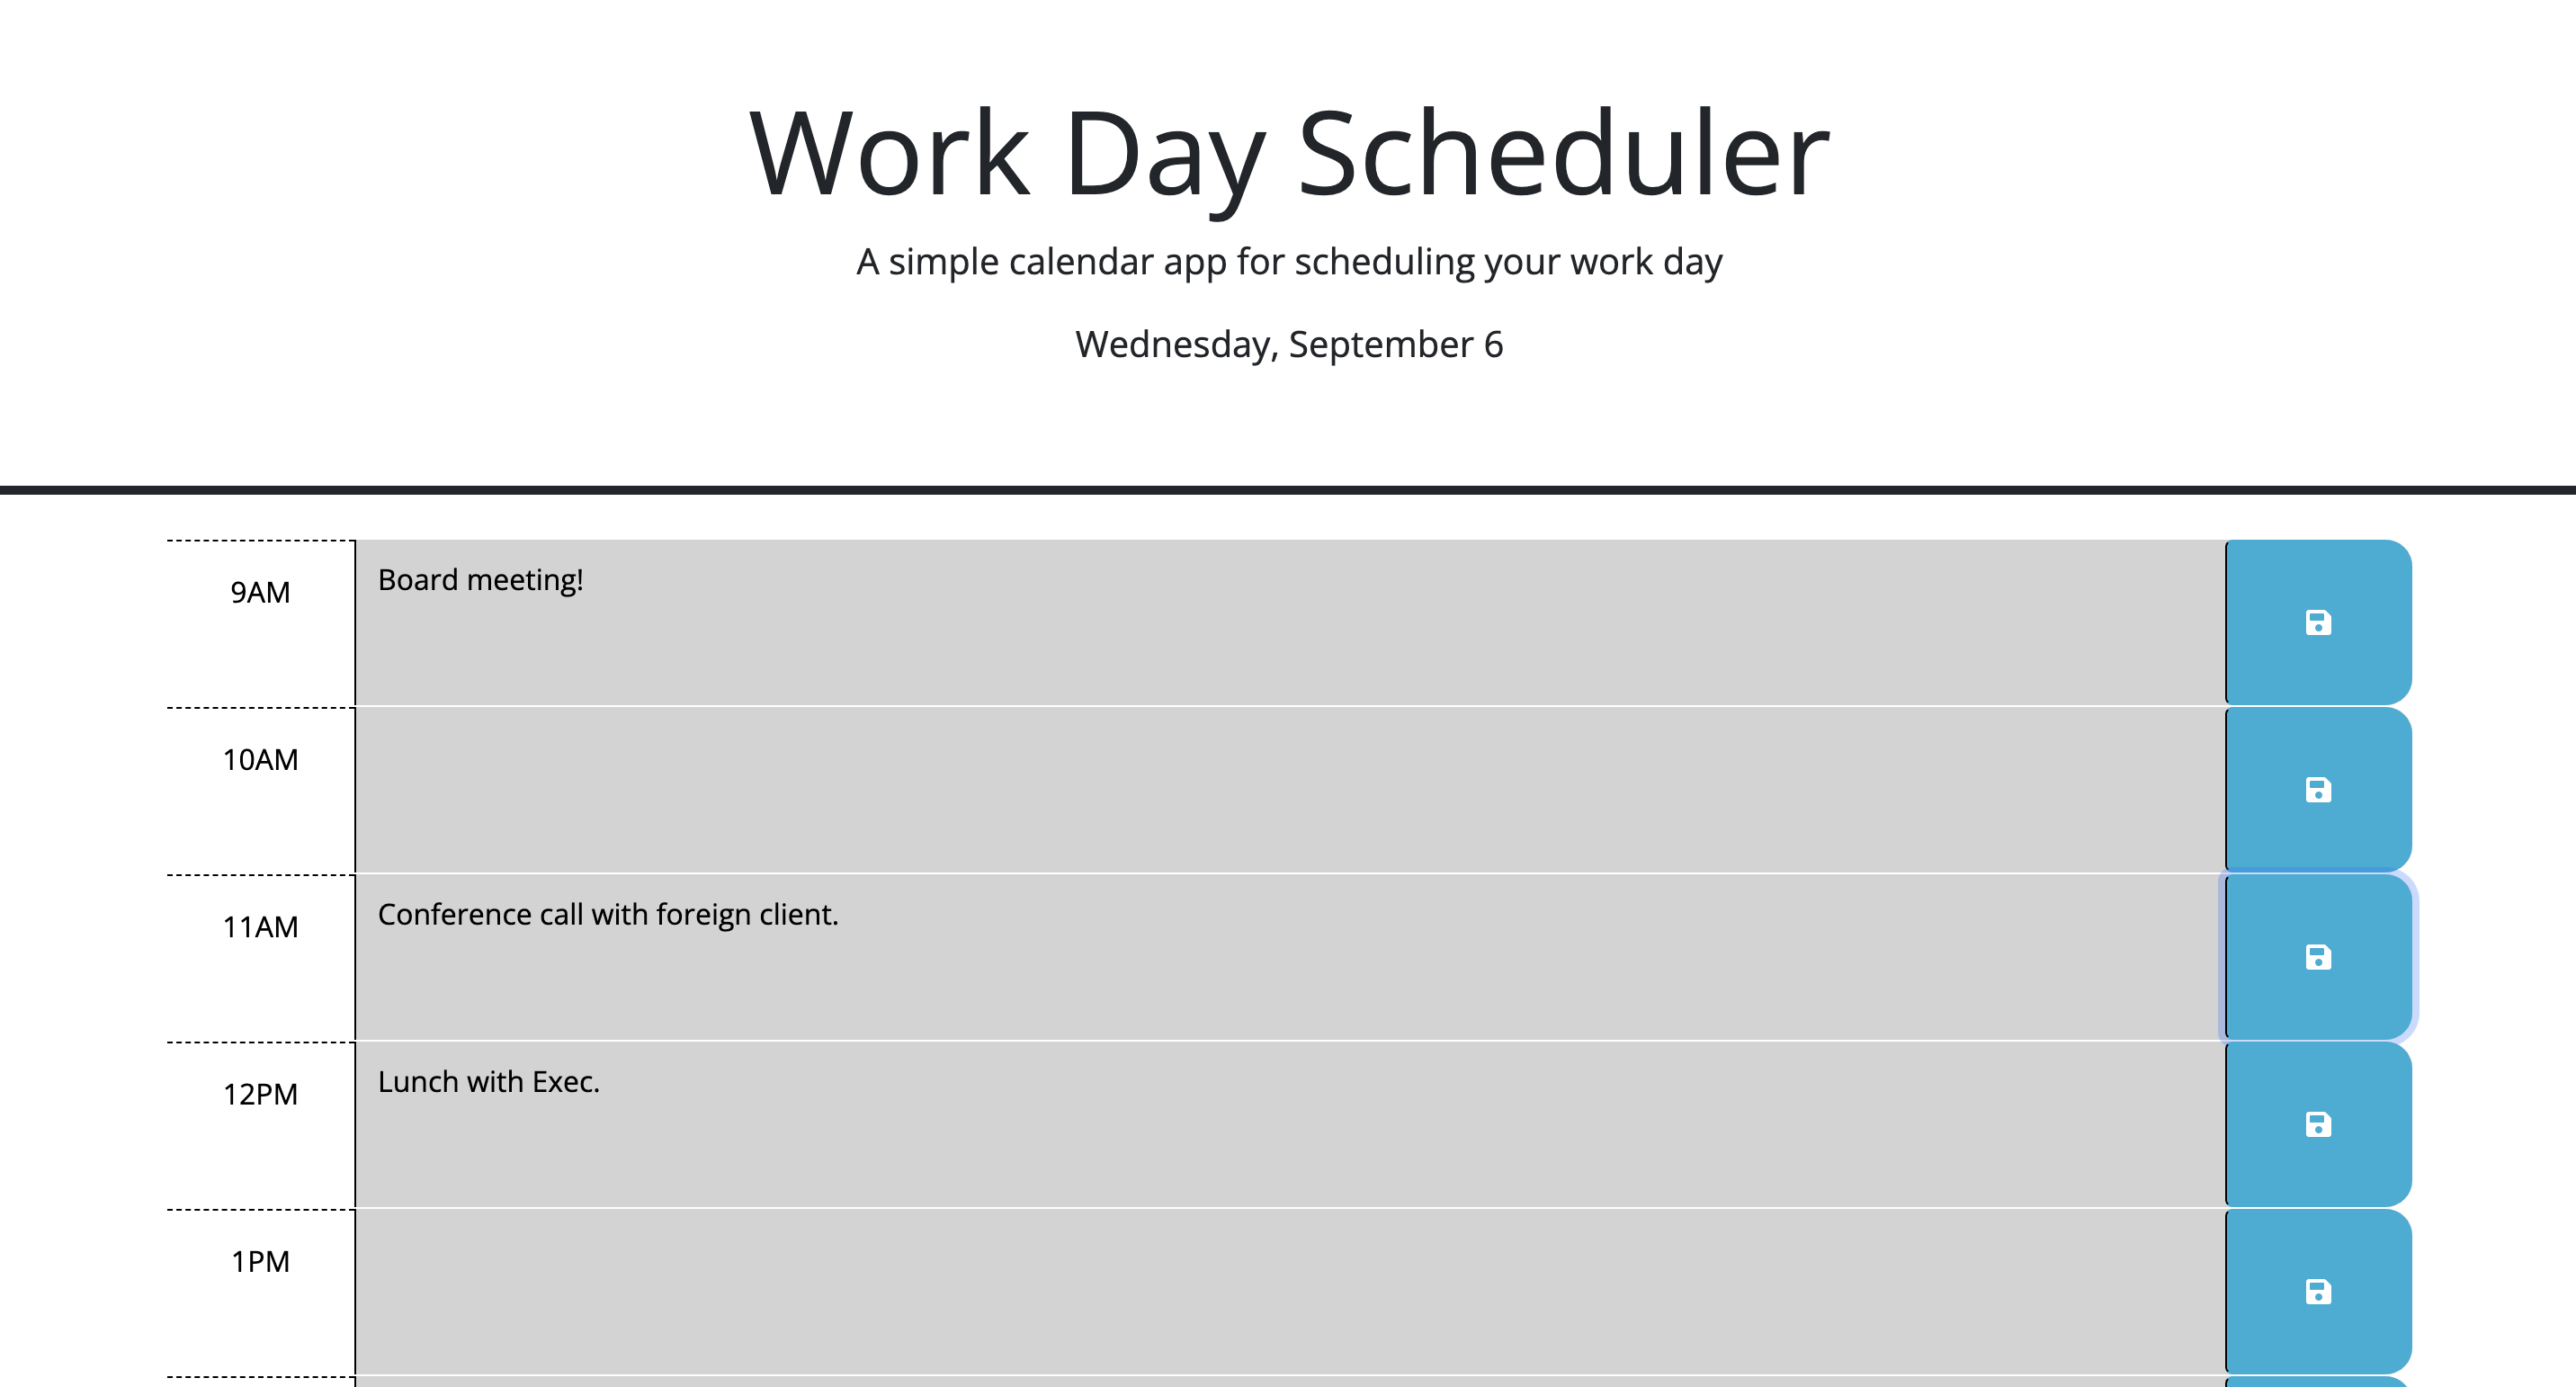 Work Day Scheduler
A simple calendar app for scheduling your work day
Wednesday, September 6
9AM
Board meeting!
10AM
11AM
Conference call with foreign client.
12PM
Lunch with Exec.
1PM